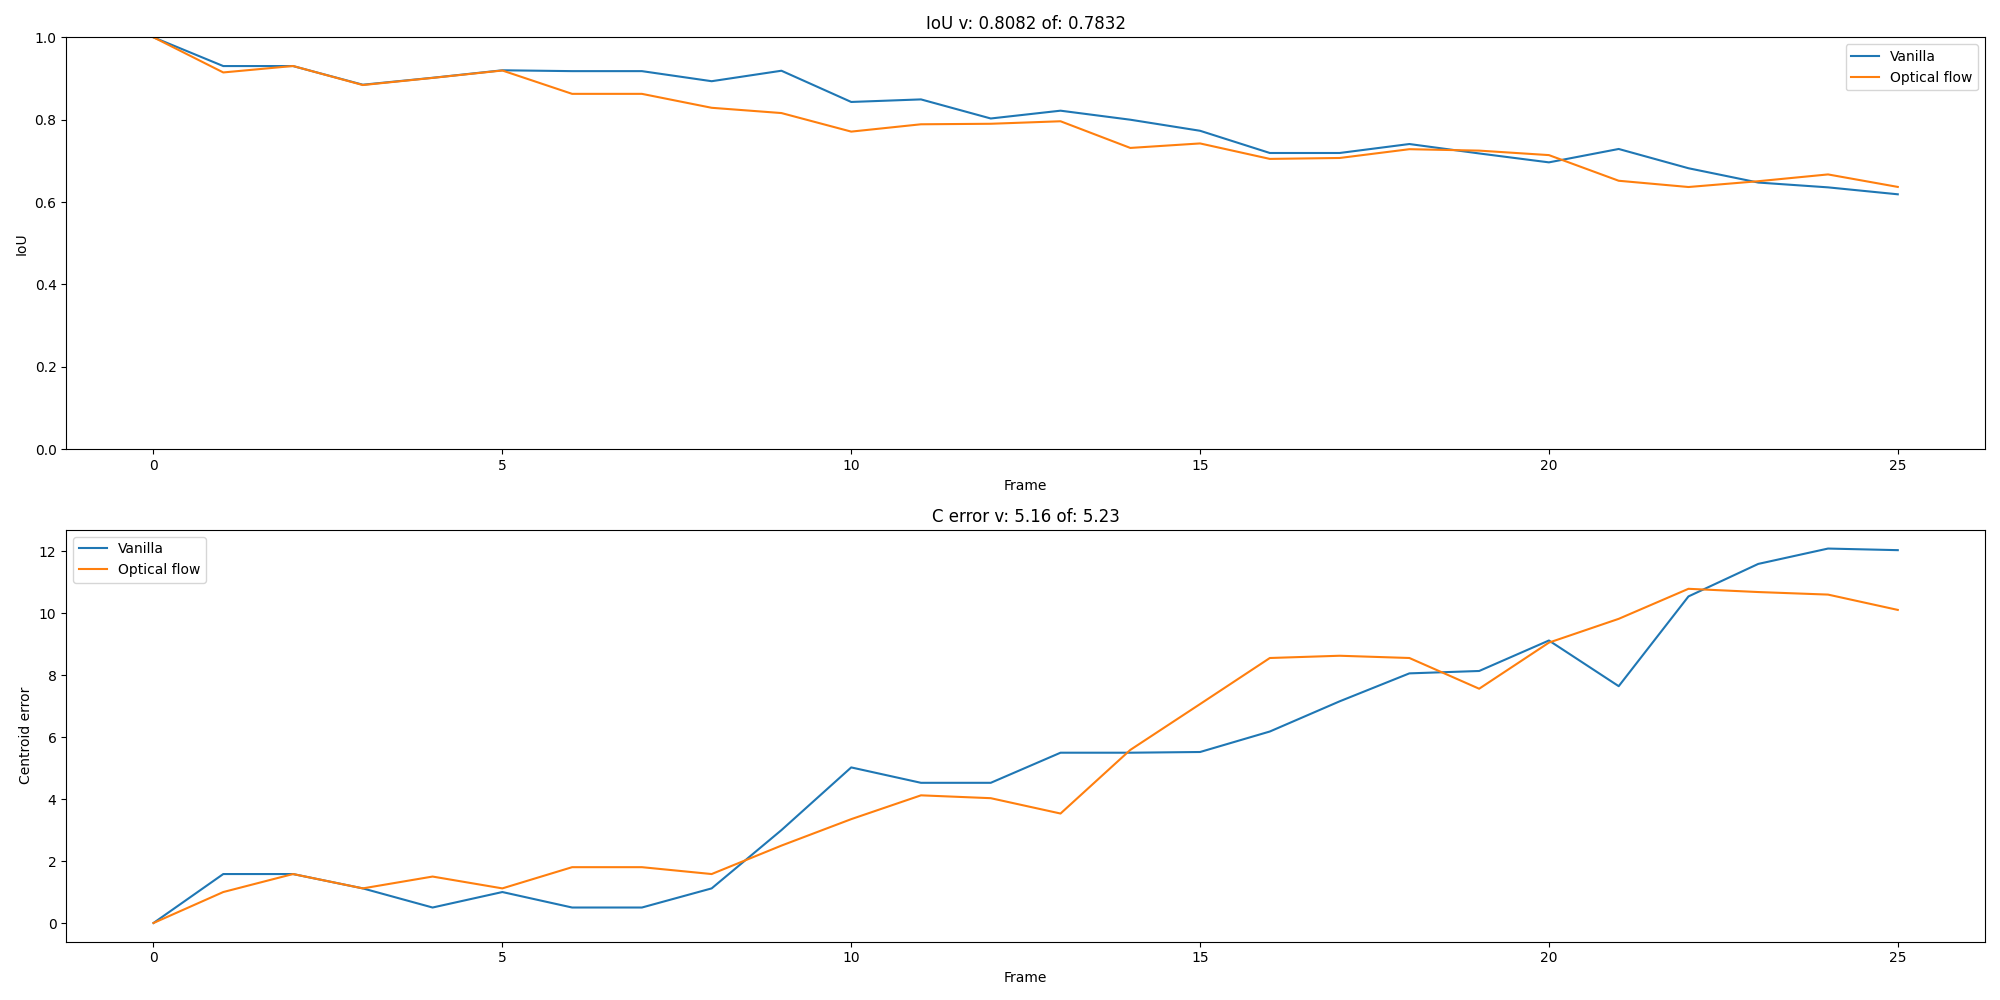 IoU v: 0.8082 of: 0.7832
1.0
0.8
0.6
0.4
0.2
0.0
IoU
Vanilla
Optical flow
0 5 10 15 20 25
Frame
C error v: 5.16 of: 5.23
12
10
8
6
4
2
0
Centroid error
Vanilla
Optical flow
0 5 10 15 20 25
Frame